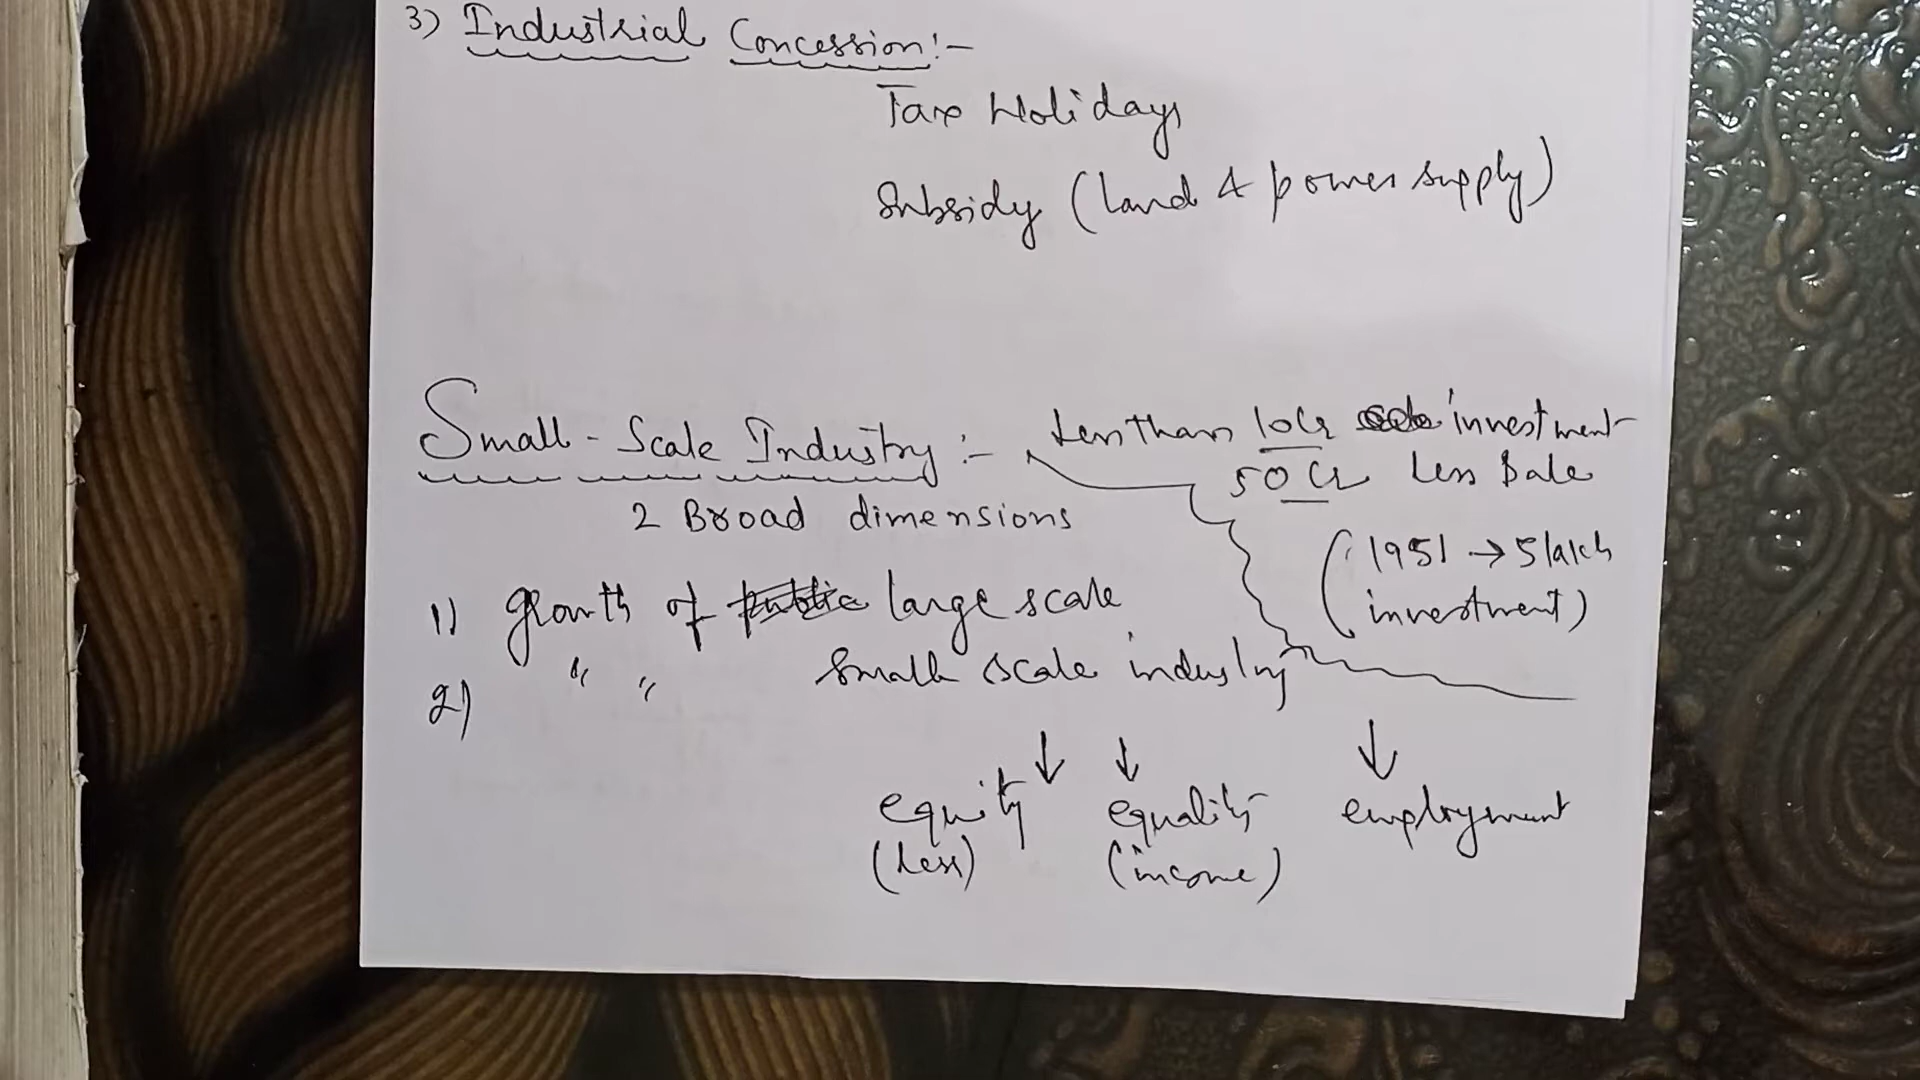 3) Industrial Concession:-
Tax Holidays
Subsidy (land & power supply)
Small-Scale Industry :- Less than 10Cr investment
50 Cr less Sale
2 Broad dimensions
(1951 → 5 lakh
investment)
1) growth of large scale
2) " " small scale industry
↓ ↓ ↓
equity equality employment
(less) (income)